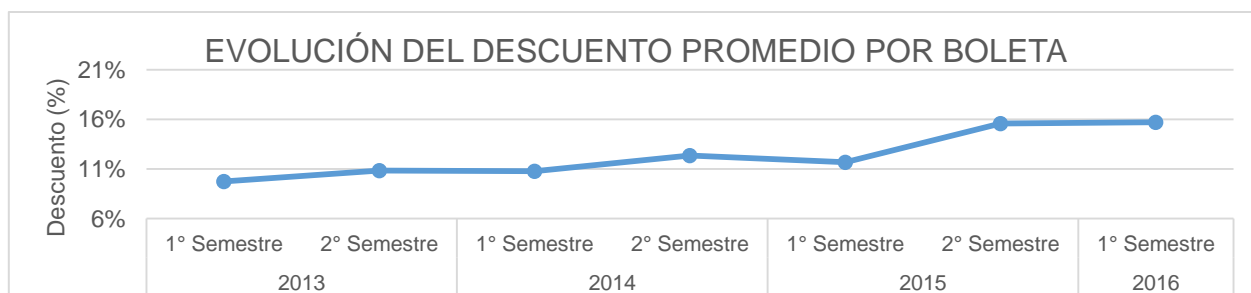 EVOLUCIÓN DEL DESCUENTO PROMEDIO POR BOLETA
Descuento (%)
21%
16%
11%
6%
1° Semestre 2° Semestre 1° Semestre 2° Semestre 1° Semestre 2° Semestre 1° Semestre
2013 2014 2015 2016